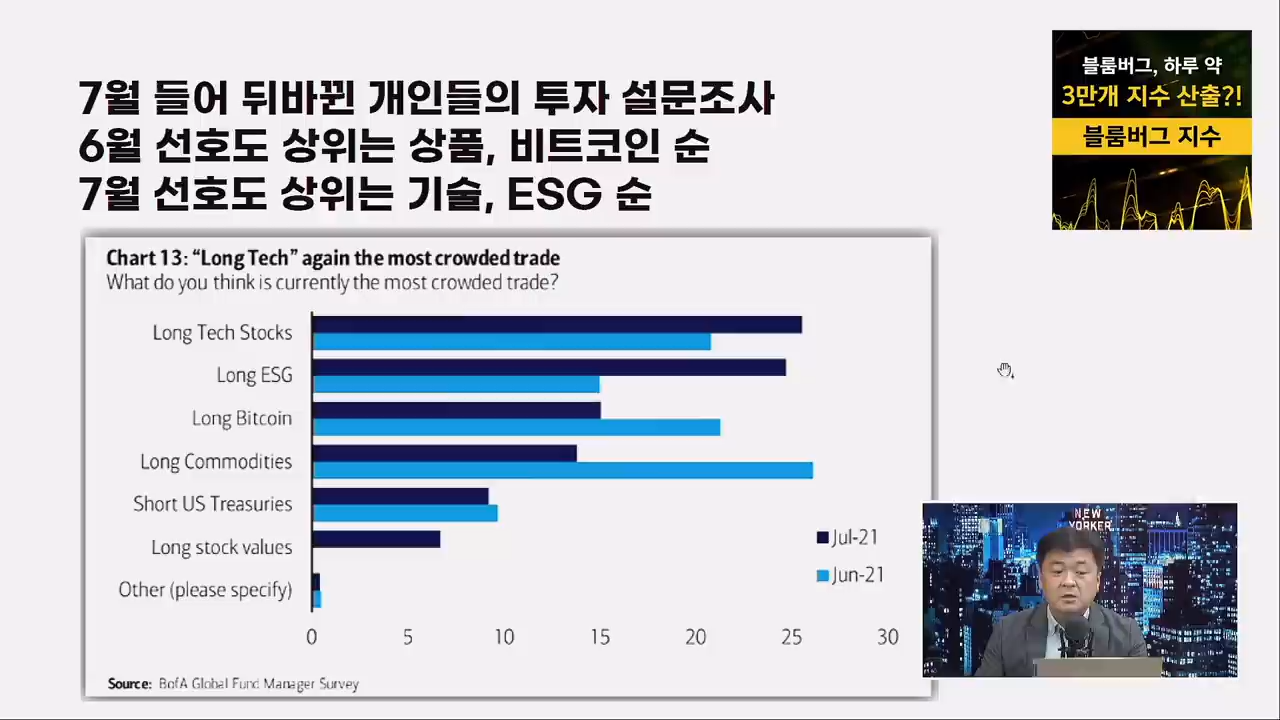 7월 들어 뒤바뀐 개인들의 투자 설문조사
6월 선호도 상위는 상품, 비트코인 순
7월 선호도 상위는 기술, ESG 순
블룸버그, 하루 약
3만개 지수 산출?!
블룸버그 지수
Chart 13: “Long Tech” again the most crowded trade
What do you think is currently the most crowded trade?
Long Tech Stocks
Long ESG
Long Bitcoin
Long Commodities
Short US Treasuries
Long stock values
Other (please specify)
Jul-21
Jun-21
0 5 10 15 20 25 30
Source: BofA Global Fund Manager Survey
NEW
YORKER